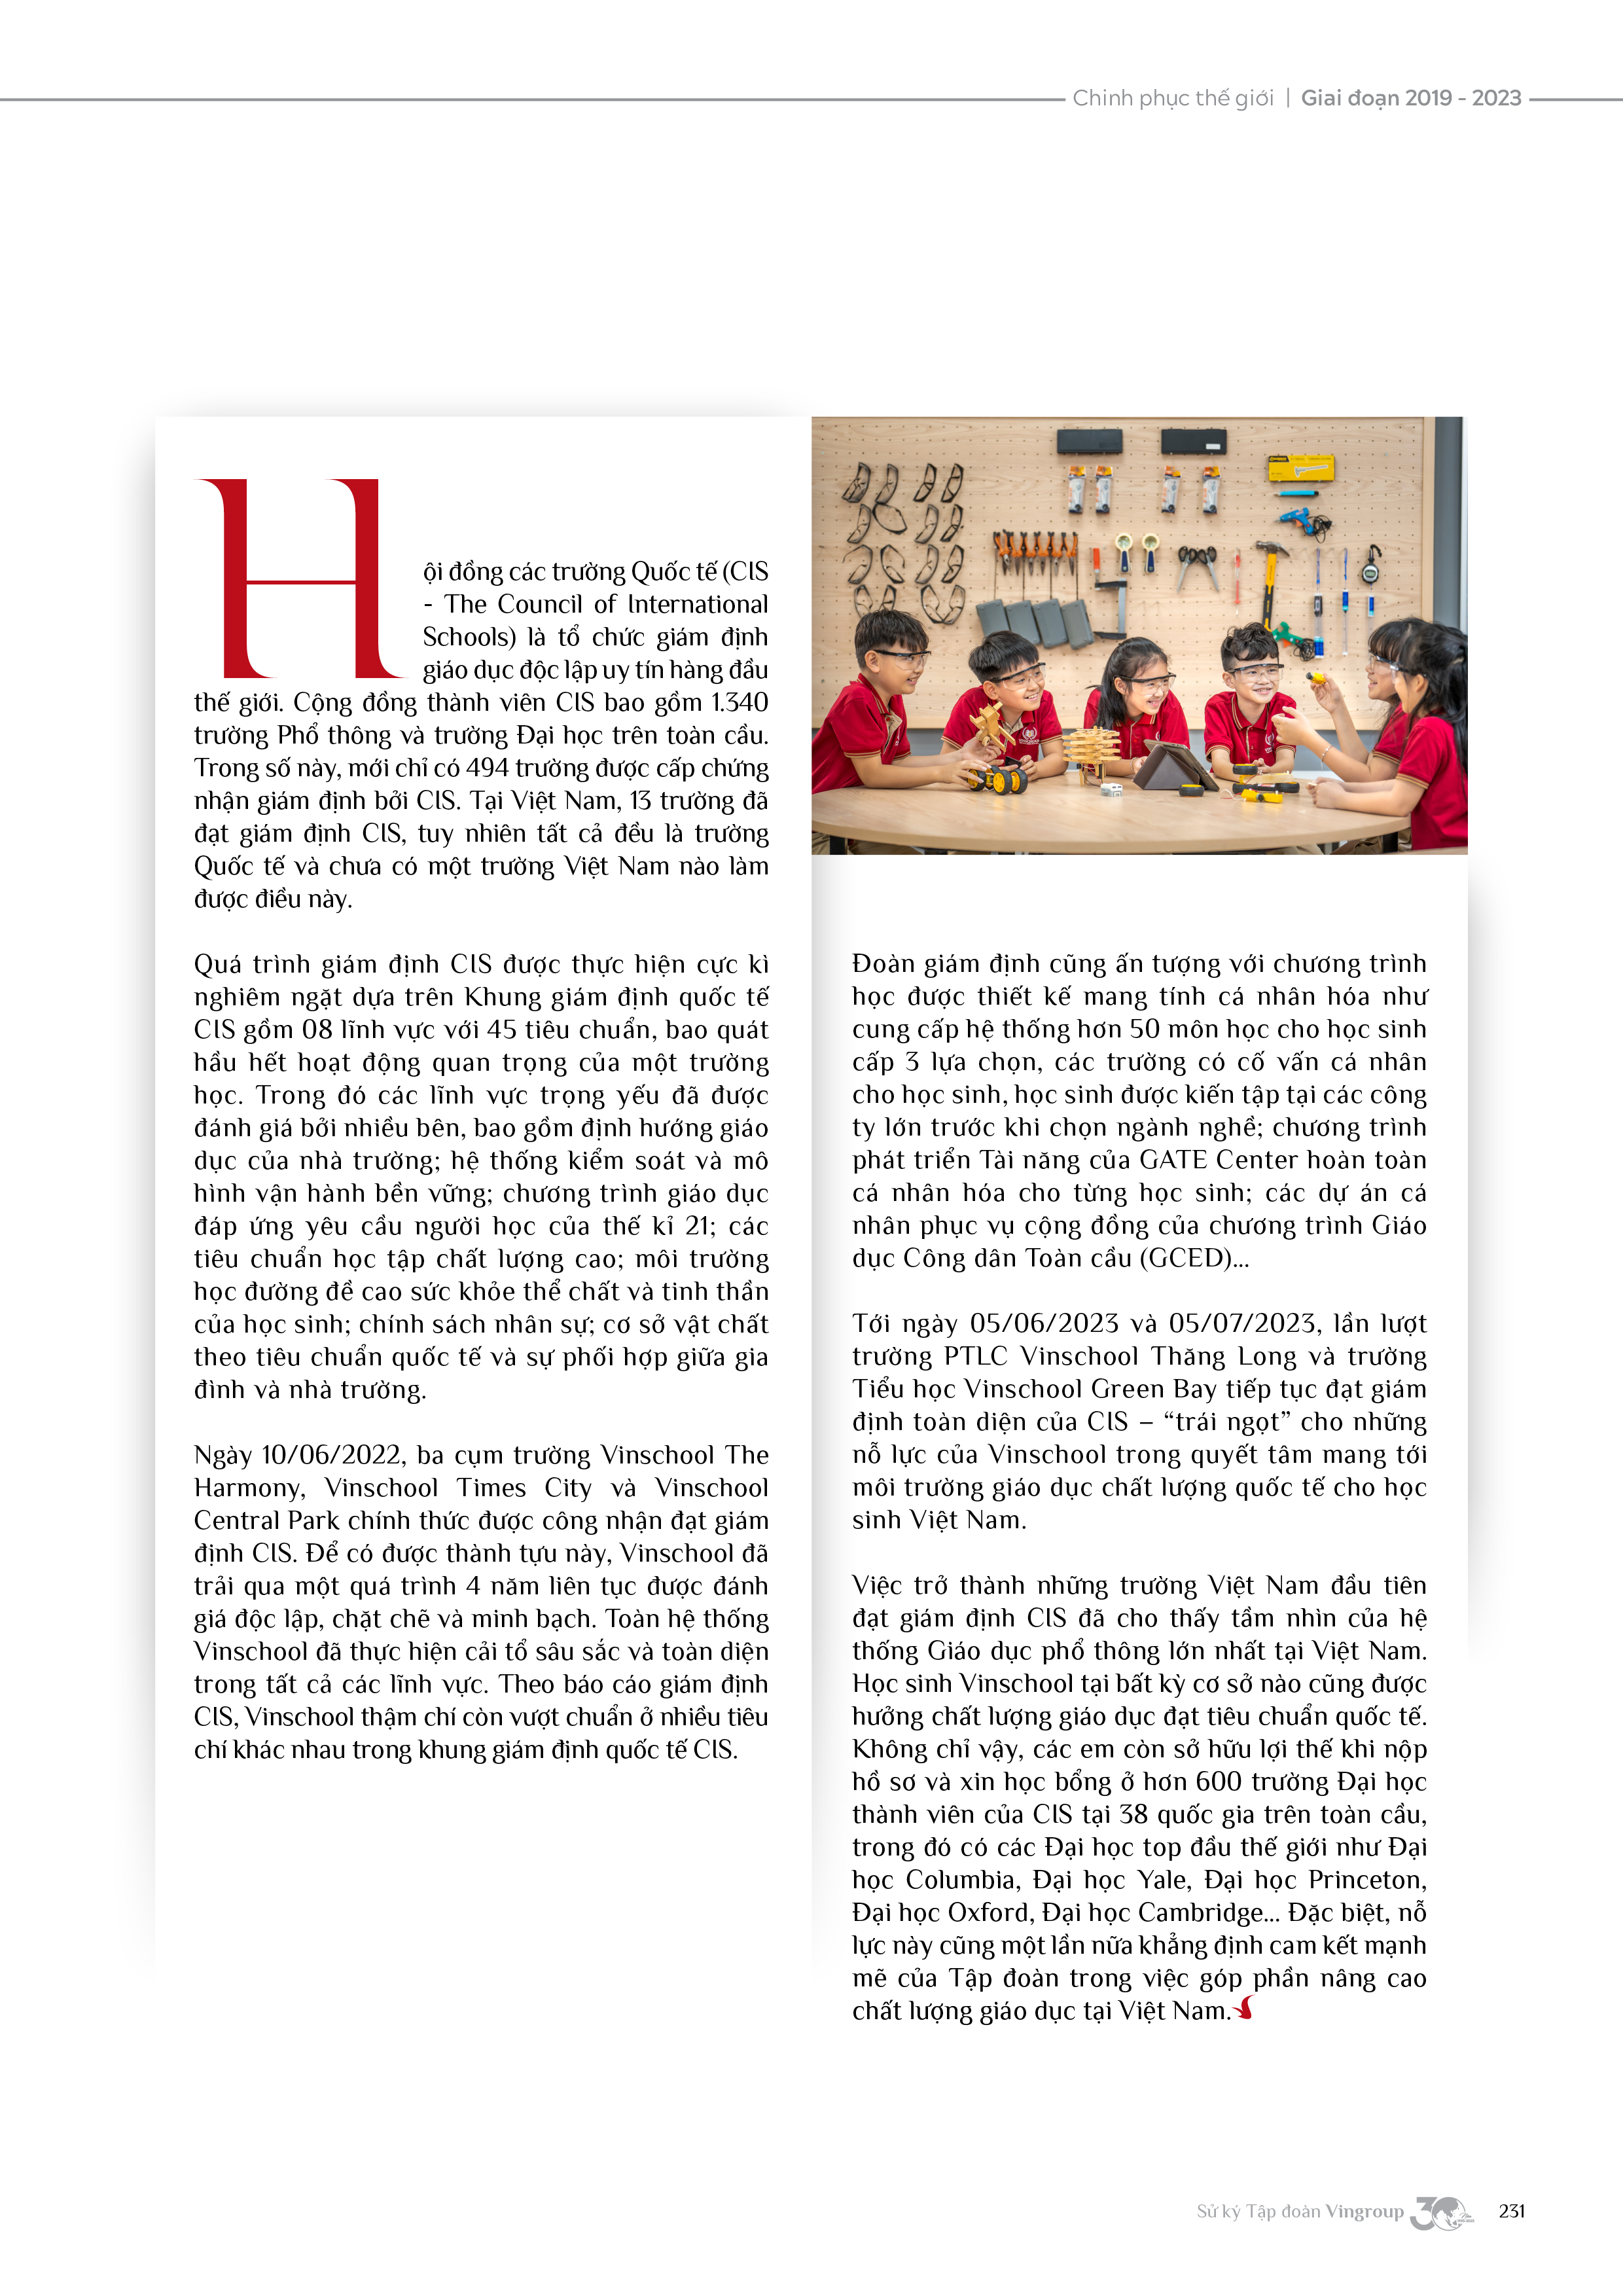 Chinh phục thế giới | Giai đoạn 2019 - 2023
Hội đồng các trường Quốc tế (CIS
- The Council of International
Schools) là tổ chức giám định
giáo dục độc lập uy tín hàng đầu
thế giới. Cộng đồng thành viên CIS bao gồm 1.340
trường Phổ thông và trường Đại học trên toàn cầu.
Trong số này, mới chỉ có 494 trường được cấp chứng
nhận giám định bởi CIS. Tại Việt Nam, 13 trường đã
đạt giám định CIS, tuy nhiên tất cả đều là trường
Quốc tế và chưa có một trường Việt Nam nào làm
được điều này.
Quá trình giám định CIS được thực hiện cực kì
nghiêm ngặt dựa trên Khung giám định quốc tế
CIS gồm 08 lĩnh vực với 45 tiêu chuẩn, bao quát
hầu hết hoạt động quan trọng của một trường
học. Trong đó các lĩnh vực trọng yếu đã được
đánh giá bởi nhiều bên, bao gồm định hướng giáo
dục của nhà trường; hệ thống kiểm soát và mô
hình vận hành bền vững; chương trình giáo dục
đáp ứng yêu cầu người học của thế kỉ 21; các
tiêu chuẩn học tập chất lượng cao; môi trường
học đường đề cao sức khỏe thể chất và tinh thần
của học sinh; chính sách nhân sự; cơ sở vật chất
theo tiêu chuẩn quốc tế và sự phối hợp giữa gia
đình và nhà trường.
Ngày 10/06/2022, ba cụm trường Vinschool The
Harmony, Vinschool Times City và Vinschool
Central Park chính thức được công nhận đạt giám
định CIS. Để có được thành tựu này, Vinschool đã
trải qua một quá trình 4 năm liên tục được đánh
giá độc lập, chặt chẽ và minh bạch. Toàn hệ thống
Vinschool đã thực hiện cải tổ sâu sắc và toàn diện
trong tất cả các lĩnh vực. Theo báo cáo giám định
CIS, Vinschool thậm chí còn vượt chuẩn ở nhiều tiêu
chí khác nhau trong khung giám định quốc tế CIS.
Đoàn giám định cũng ấn tượng với chương trình
học được thiết kế mang tính cá nhân hóa như
cung cấp hệ thống hơn 50 môn học cho học sinh
cấp 3 lựa chọn, các trường có cố vấn cá nhân
cho học sinh, học sinh được kiến tập tại các công
ty lớn trước khi chọn ngành nghề; chương trình
phát triển Tài năng của GATE Center hoàn toàn
cá nhân hóa cho từng học sinh; các dự án cá
nhân phục vụ cộng đồng của chương trình Giáo
dục Công dân Toàn cầu (GCED)...
Tới ngày 05/06/2023 và 05/07/2023, lần lượt
trường PTLC Vinschool Thăng Long và trường
Tiểu học Vinschool Green Bay tiếp tục đạt giám
định toàn diện của CIS – “trái ngọt” cho những
nỗ lực của Vinschool trong quyết tâm mang tới
môi trường giáo dục chất lượng quốc tế cho học
sinh Việt Nam.
Việc trở thành những trường Việt Nam đầu tiên
đạt giám định CIS đã cho thấy tầm nhìn của hệ
thống Giáo dục phổ thông lớn nhất tại Việt Nam.
Học sinh Vinschool tại bất kỳ cơ sở nào cũng được
hưởng chất lượng giáo dục đạt tiêu chuẩn quốc tế.
Không chỉ vậy, các em còn sở hữu lợi thế khi nộp
hồ sơ và xin học bổng ở hơn 600 trường Đại học
thành viên của CIS tại 38 quốc gia trên toàn cầu,
trong đó có các Đại học top đầu thế giới như Đại
học Columbia, Đại học Yale, Đại học Princeton,
Đại học Oxford, Đại học Cambridge... Đặc biệt, nỗ
lực này cũng một lần nữa khẳng định cam kết mạnh
mẽ của Tập đoàn trong việc góp phần nâng cao
chất lượng giáo dục tại Việt Nam.
Sử ký Tập đoàn Vingroup 30 231